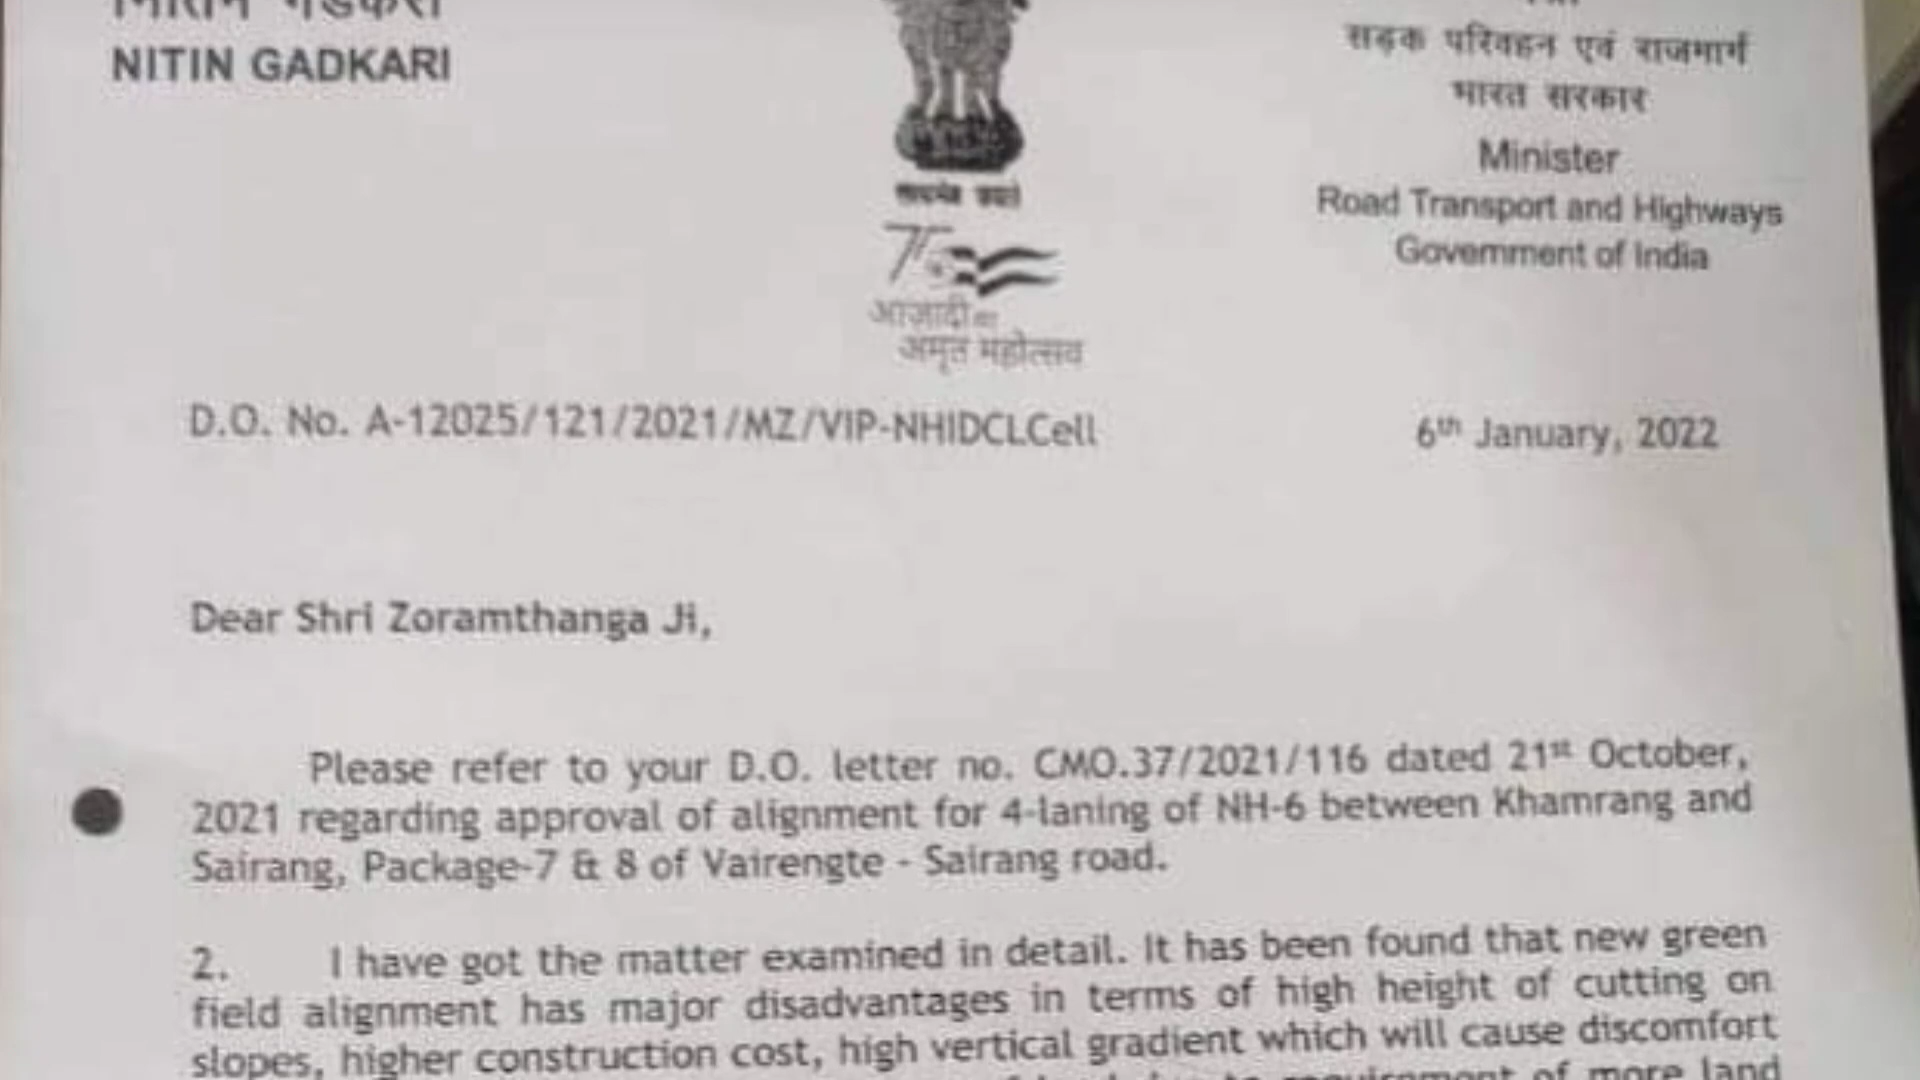 NITIN GADKARI
सड़क परिवहन एवं राजमार्ग
भारत सरकार
Minister
Road Transport and Highways
Government of India
75
आज़ादी का
अमृत महोत्सव
D.O. No. A-12025/121/2021/MZ/VIP-NHIDCLCell
6th January, 2022
Dear Shri Zoramthanga Ji,
Please refer to your D.O. letter no. CMO.37/2021/116 dated 21st October,
2021 regarding approval of alignment for 4-laning of NH-6 between Khamrang and
Sairang, Package-7 & 8 of Vairengte - Sairang road.
2. I have got the matter examined in detail. It has been found that new green
field alignment has major disadvantages in terms of high height of cutting on
slopes, higher construction cost, high vertical gradient which will cause discomfort
requirement of more land